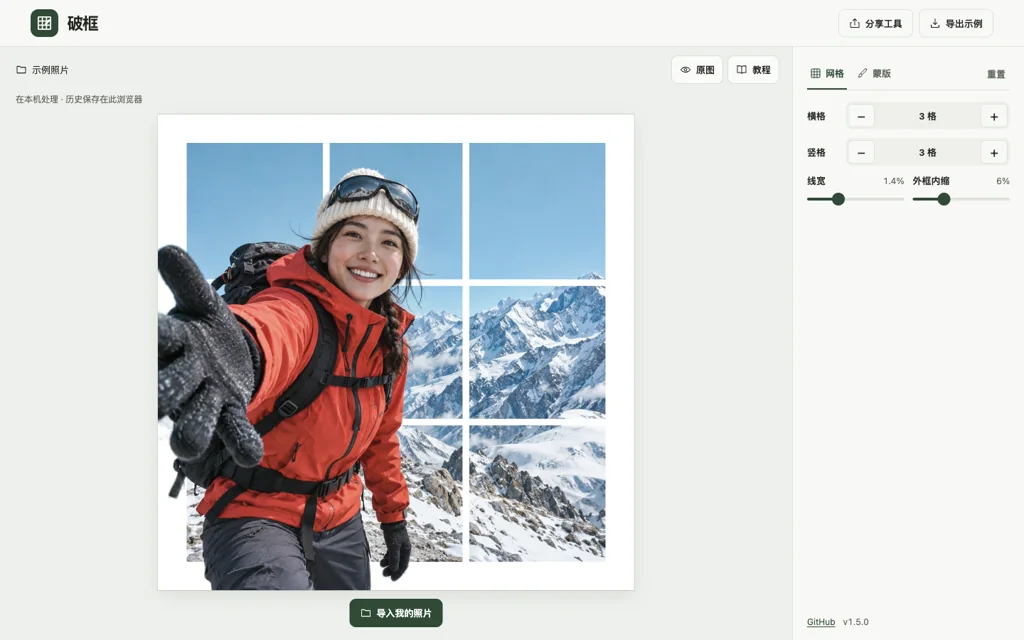 破框
分享工具
导出示例
示例照片
原图
教程
在本机处理 · 历史保存在此浏览器
导入我的照片
网格
蒙版
重置
横格
− 3 格 +
竖格
− 3 格 +
线宽 1.4%
外框内缩 6%
GitHub v1.5.0